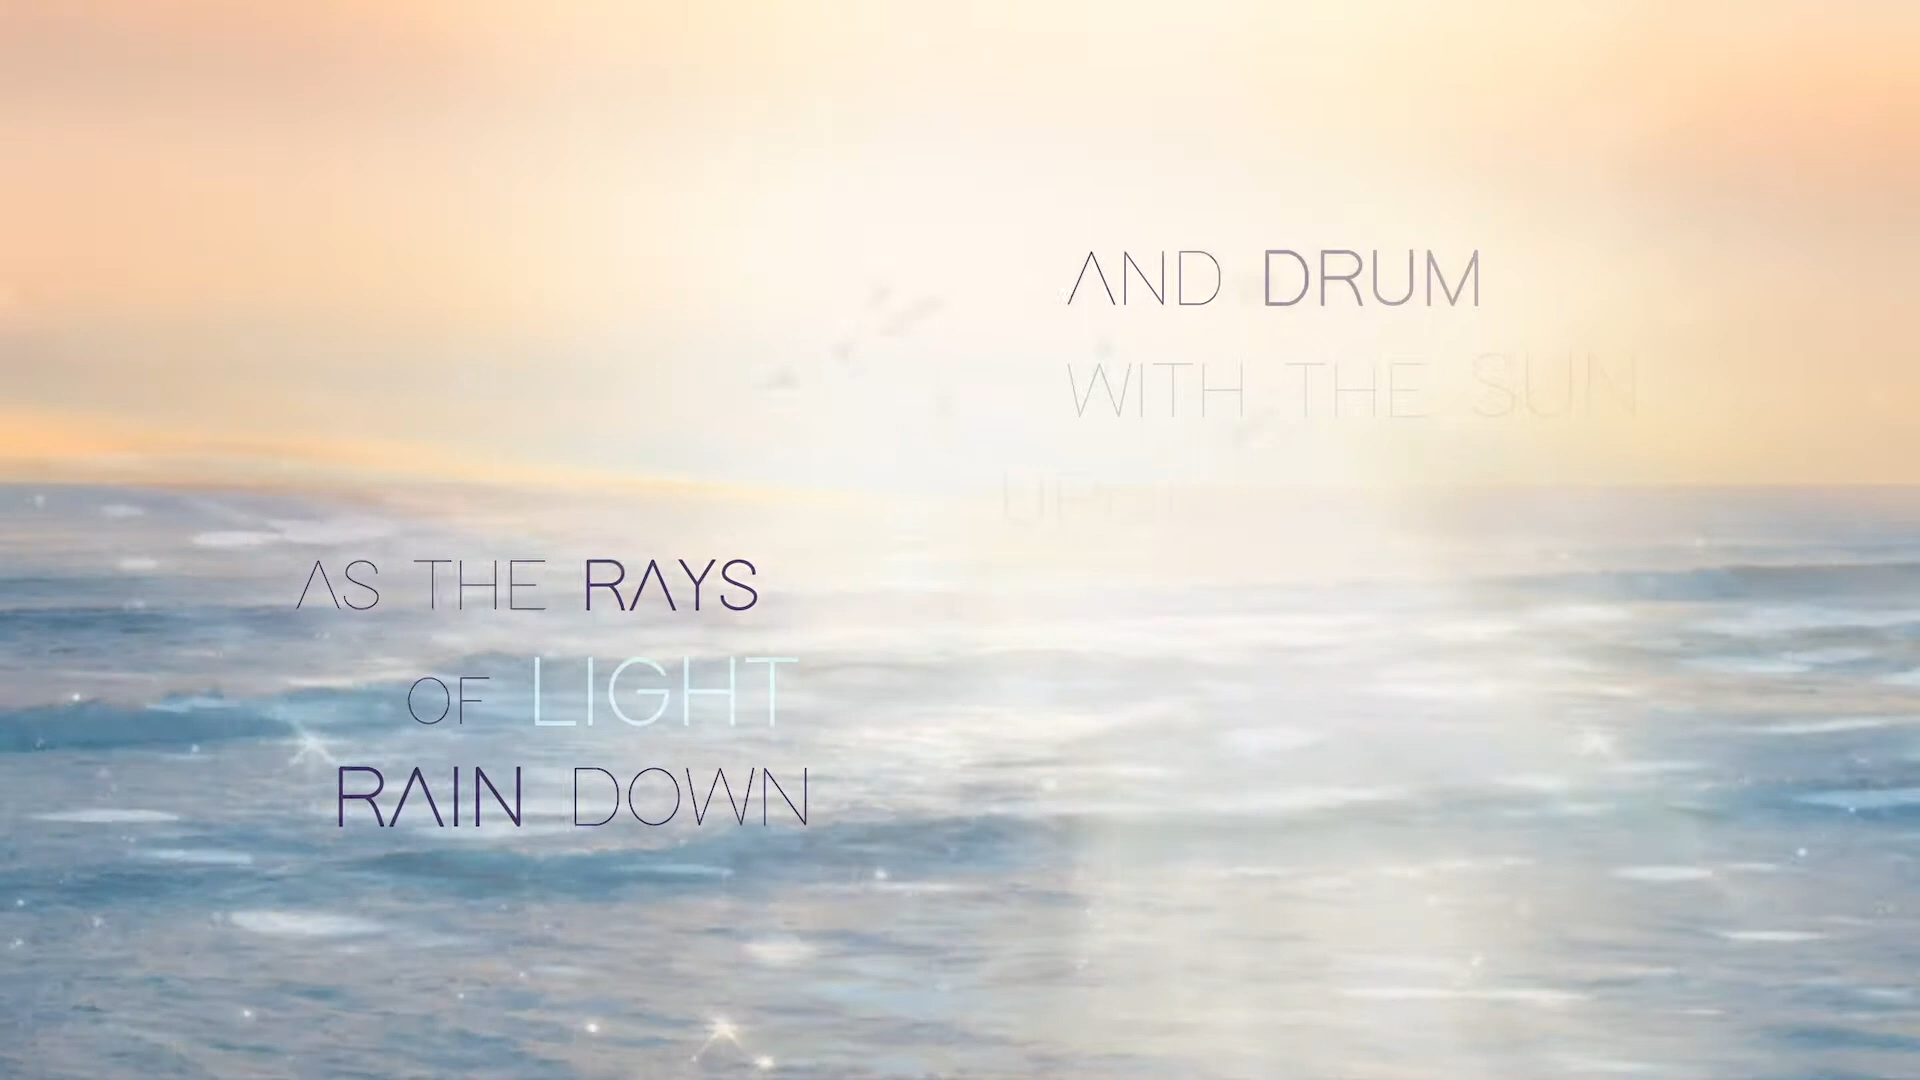 AS THE RAYS
OF LIGHT
RAIN DOWN
AND DRUM
WITH THE SUN